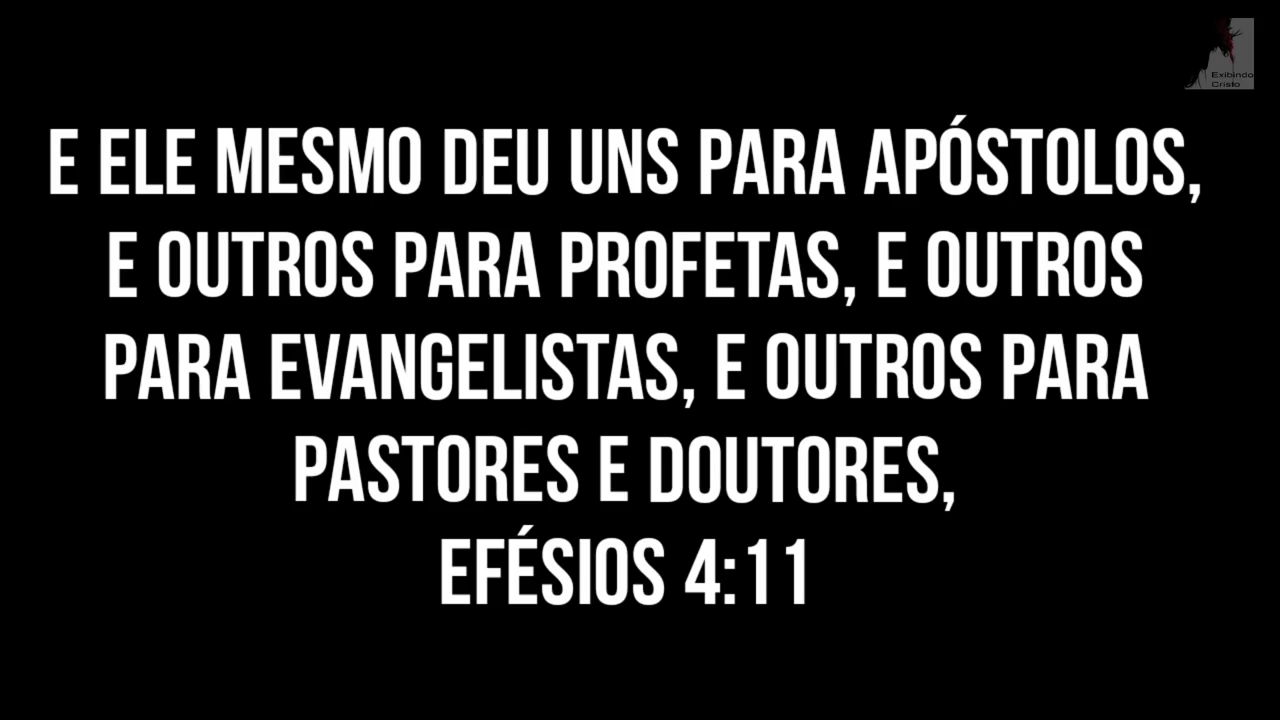 Exibindo
Cristo
E ELE MESMO DEU UNS PARA APÓSTOLOS,
E OUTROS PARA PROFETAS, E OUTROS
PARA EVANGELISTAS, E OUTROS PARA
PASTORES E DOUTORES,
EFÉSIOS 4:11